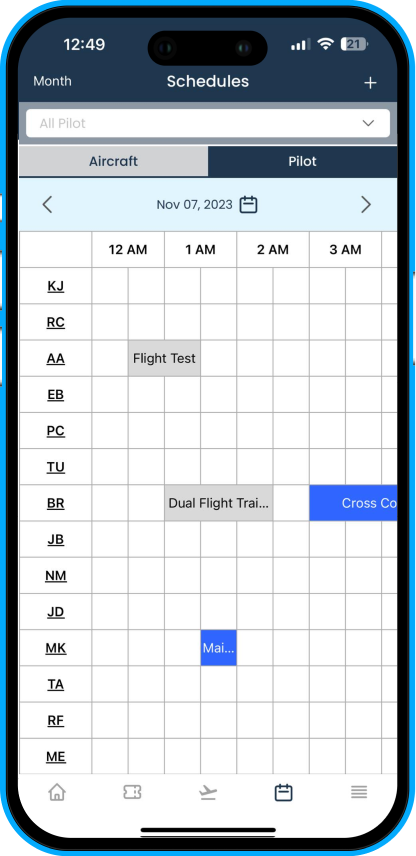 12:49
21
Month
Schedules
+
All Pilot
Aircraft
Pilot
Nov 07, 2023
12 AM 1 AM 2 AM 3 AM
KJ
RC
AA Flight Test
EB
PC
TU
BR Dual Flight Trai... Cross Co
JB
NM
JD
MK Mai...
TA
RF
ME